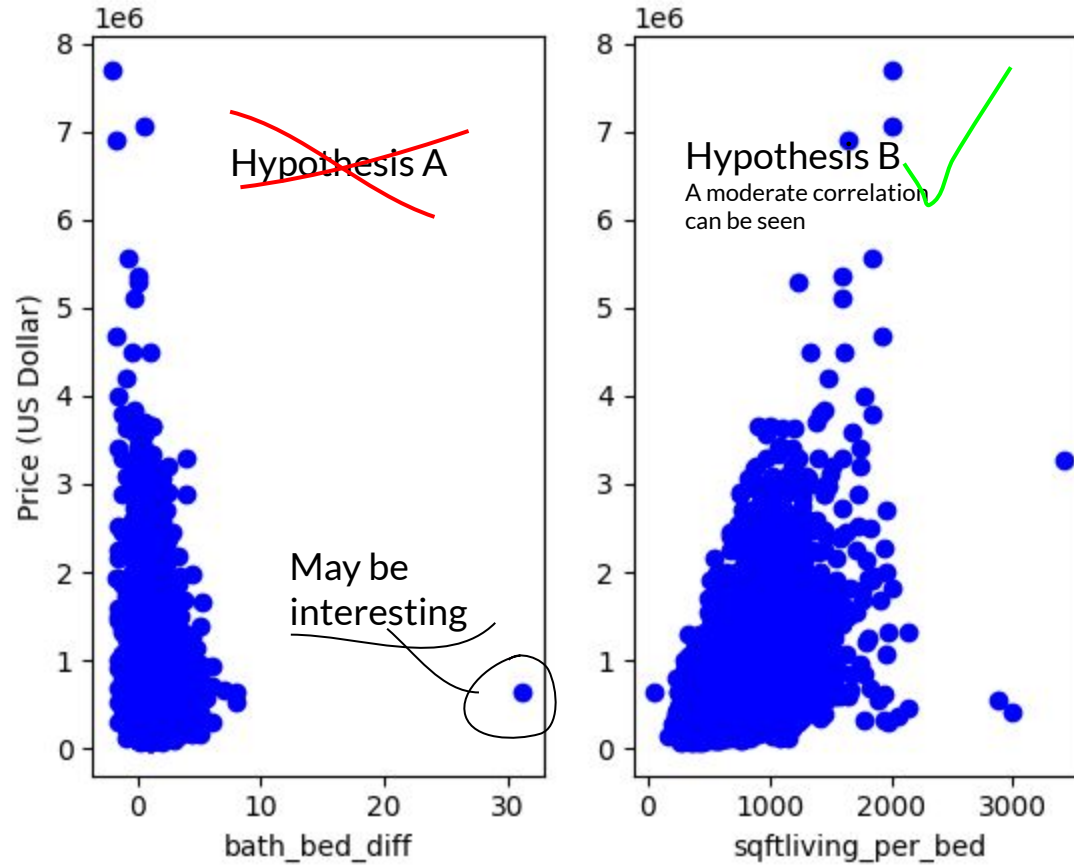 1e6
8
7
6
5
4
3
2
1
0
Price (US Dollar)
Hypothesis A
May be
interesting
0 10 20 30
bath_bed_diff
1e6
8
7
6
5
4
3
2
1
0
Hypothesis B
A moderate correlation
can be seen
0 1000 2000 3000
sqftliving_per_bed